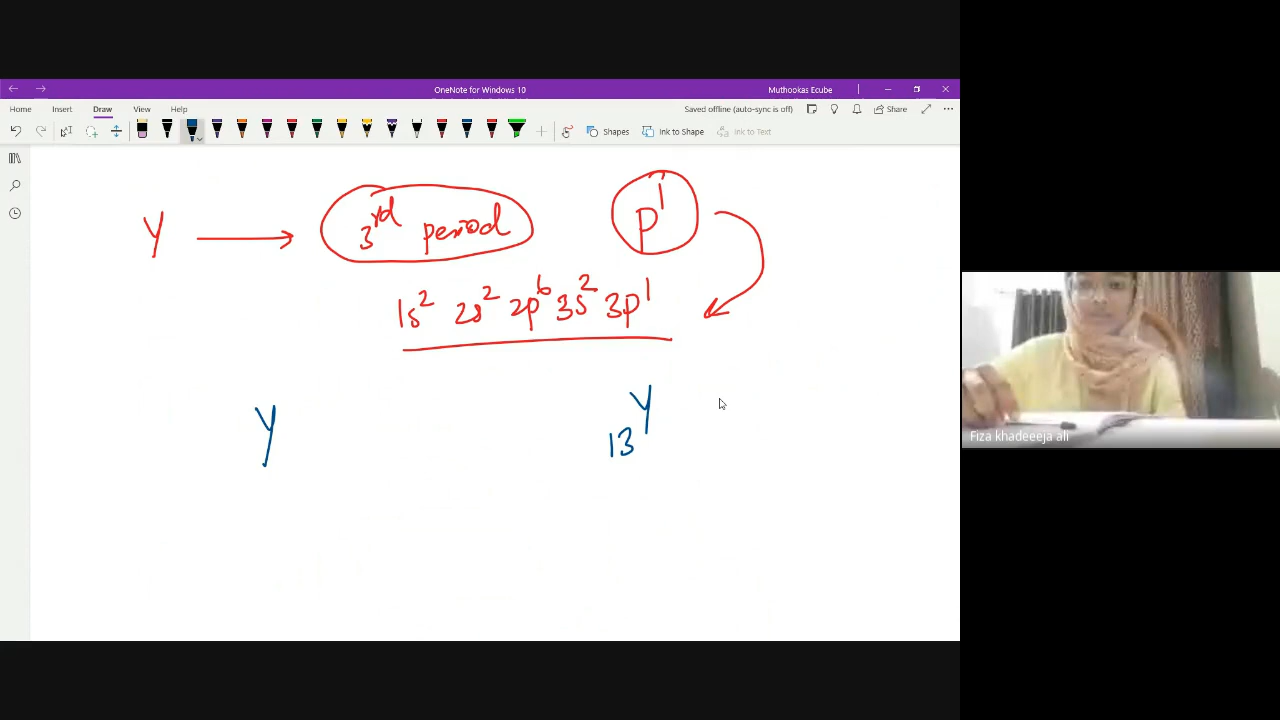 OneNote for Windows 10
Muthookas Ecube
Home Insert Draw View Help
Saved offline (auto-sync is off)
Share
Shapes
Ink to Shape
Ink to Text
Y → 3rd period p¹
1s² 2s² 2p⁶ 3s² 3p¹
Y
₁₃Y
Fiza khadeeeja ali